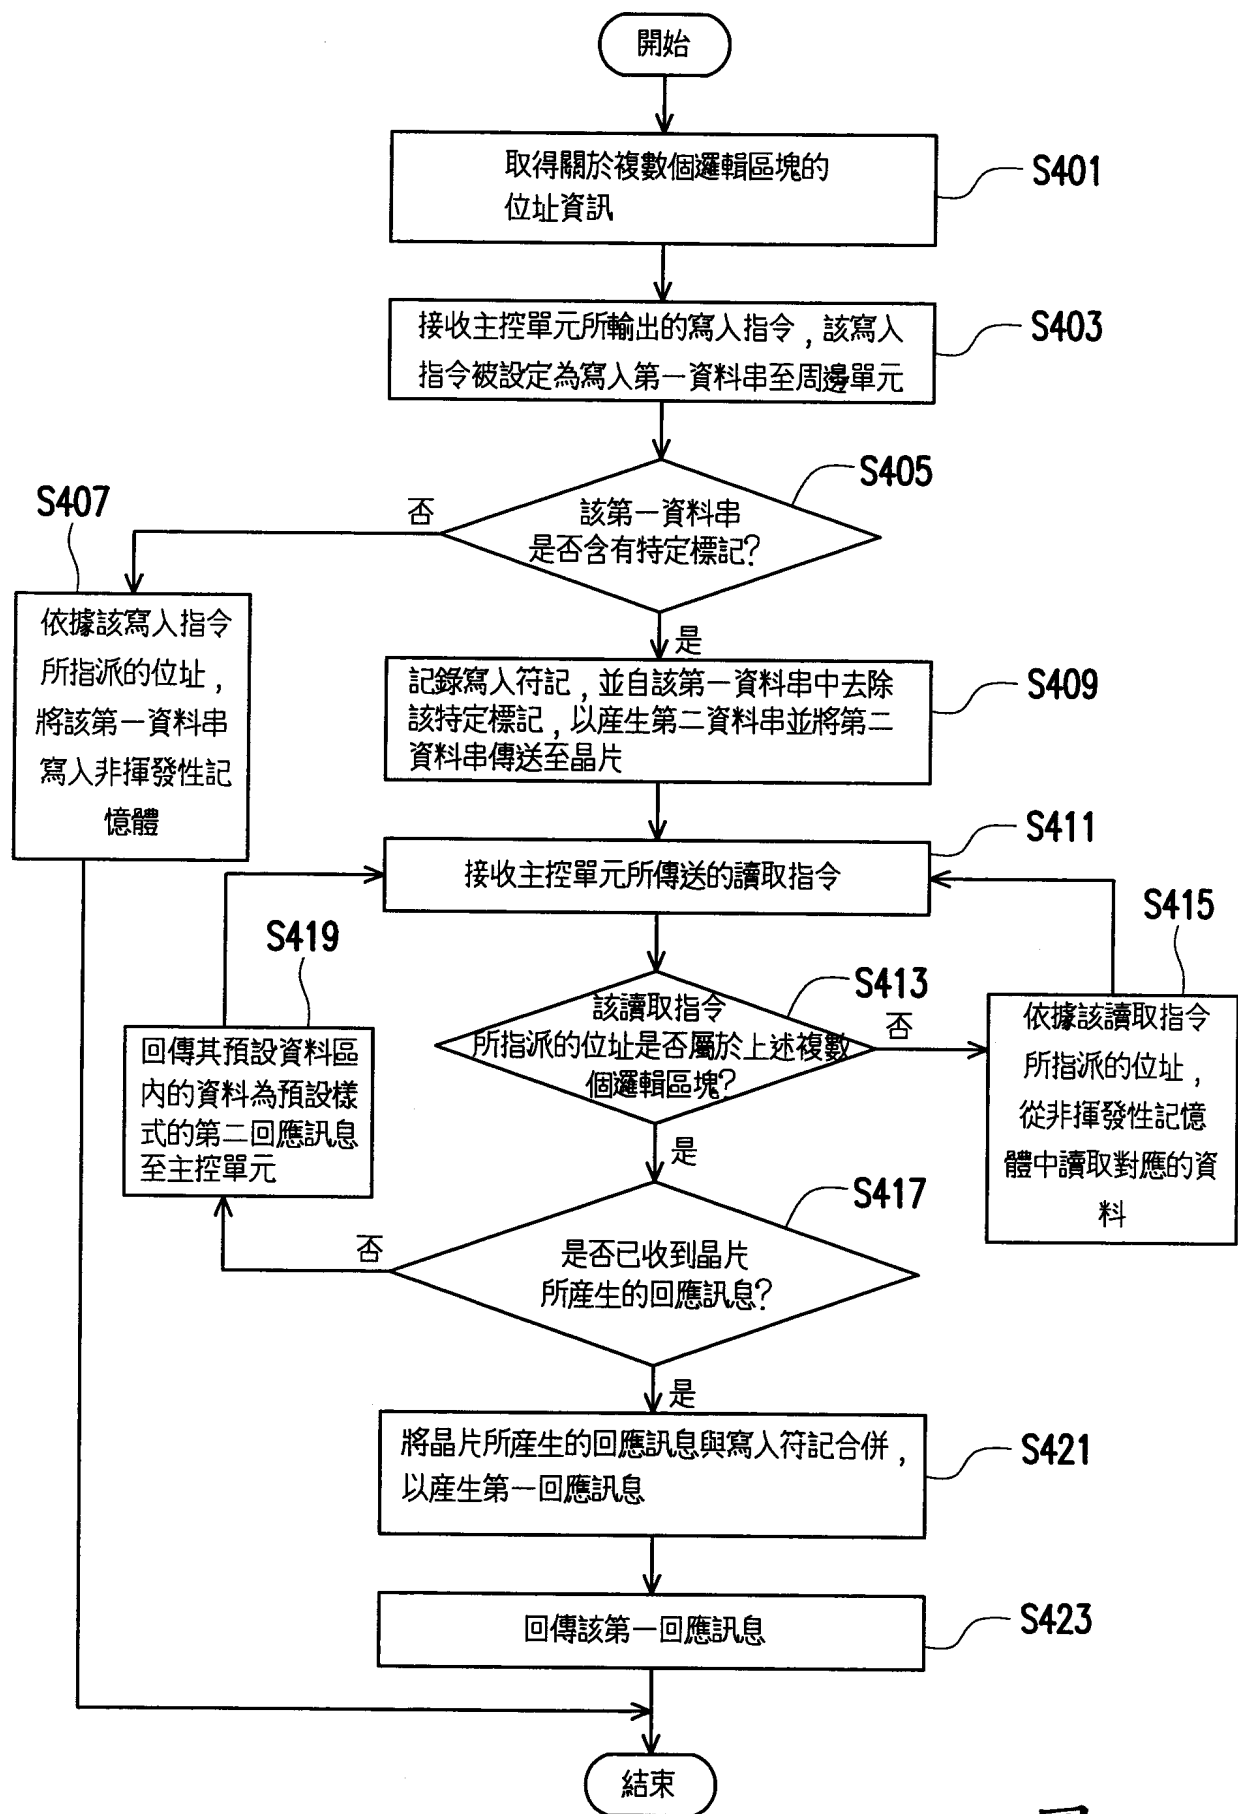 開始
取得關於複數個邏輯區塊的
位址資訊
S401
接收主控單元所輸出的寫入指令，該寫入
指令被設定為寫入第一資料串至周邊單元
S403
該第一資料串
是否含有特定標記?
S405
否
S407
依據該寫入指令
所指派的位址，
將該第一資料串
寫入非揮發性記
憶體
是
記錄寫入符記，並自該第一資料串中去除
該特定標記，以產生第二資料串並將第二
資料串傳送至晶片
S409
接收主控單元所傳送的讀取指令
S411
該讀取指令
所指派的位址是否屬於上述複數
個邏輯區塊?
S413
否
S415
依據該讀取指令
所指派的位址，
從非揮發性記憶
體中讀取對應的資
料
是
是否已收到晶片
所產生的回應訊息?
S417
否
S419
回傳其預設資料區
內的資料為預設樣
式的第二回應訊息
至主控單元
是
將晶片所產生的回應訊息與寫入符記合併，
以產生第一回應訊息
S421
回傳該第一回應訊息
S423
結束